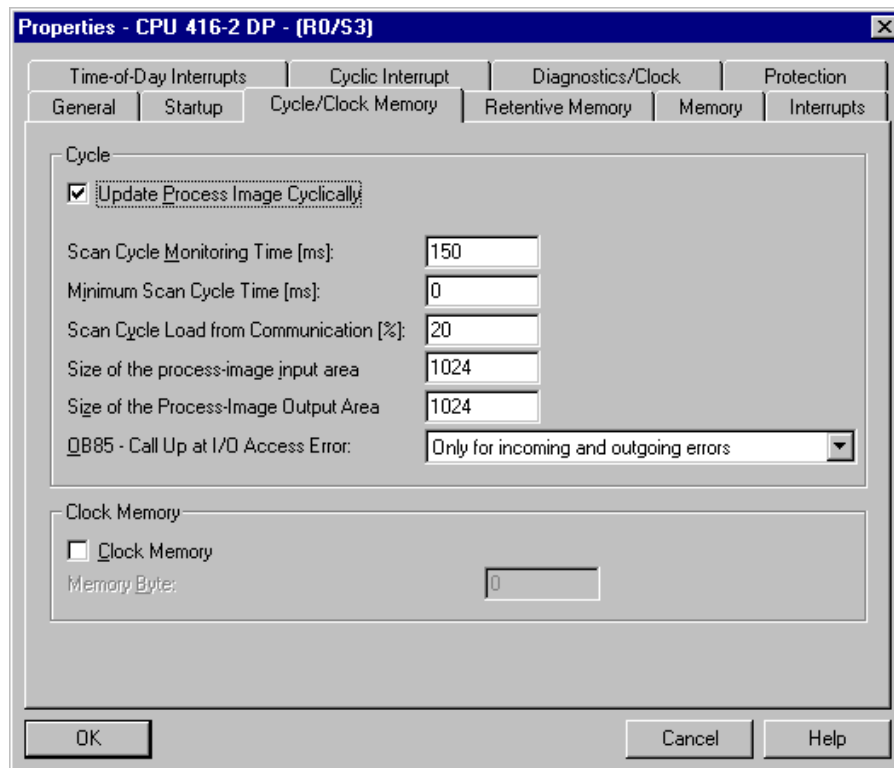 Properties - CPU 416-2 DP - (R0/S3)
Time-of-Day Interrupts Cyclic Interrupt Diagnostics/Clock Protection
General Startup Cycle/Clock Memory Retentive Memory Memory Interrupts
Cycle
Update Process Image Cyclically
Scan Cycle Monitoring Time [ms]: 150
Minimum Scan Cycle Time [ms]: 0
Scan Cycle Load from Communication [%]: 20
Size of the process-image input area 1024
Size of the Process-Image Output Area 1024
OB85 - Call Up at I/O Access Error: Only for incoming and outgoing errors
Clock Memory
Clock Memory
Memory Byte: 0
OK Cancel Help